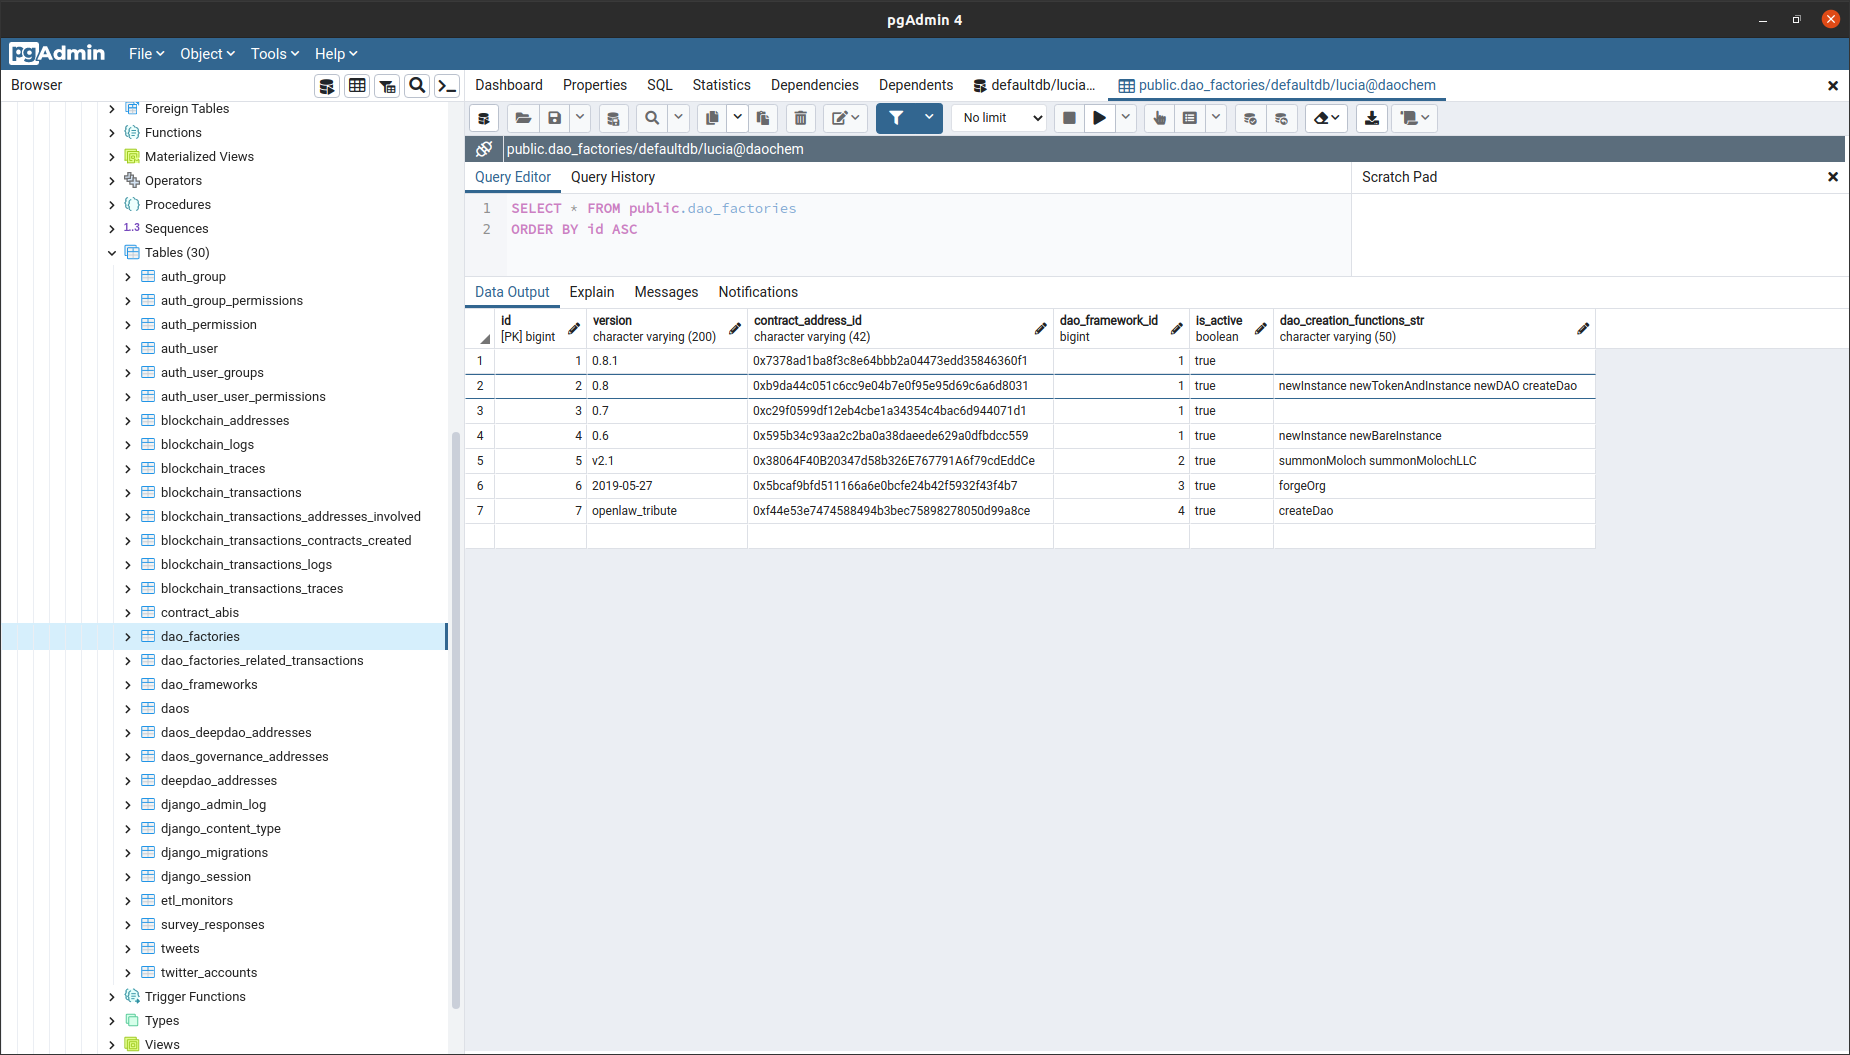 pgAdmin 4
pgAdmin File Object Tools Help
Browser
Dashboard Properties SQL Statistics Dependencies Dependents defaultdb/lucia... public.dao_factories/defaultdb/lucia@daochem
No limit
public.dao_factories/defaultdb/lucia@daochem
Query Editor Query History
Scratch Pad
1 SELECT * FROM public.dao_factories
2 ORDER BY id ASC
Data Output Explain Messages Notifications
id version contract_address_id dao_framework_id is_active dao_creation_functions_str
[PK] bigint character varying (200) character varying (42) bigint boolean character varying (50)
1 1 0.8.1 0x7378ad1ba8f3c8e64bbb2a04473edd35846360f1 1 true
2 2 0.8 0xb9da44c051c6cc9e04b7e0f95e95d69c6a6d8031 1 true newInstance newTokenAndInstance newDAO createDao
3 3 0.7 0xc29f0599df12eb4cbe1a34354c4bac6d944071d1 1 true
4 4 0.6 0x595b34c93aa2c2ba0a38daeede629a0dfbdcc559 1 true newInstance newBareInstance
5 5 v2.1 0x38064F40B20347d58b326E767791A6f79cdEddCe 2 true summonMoloch summonMolochLLC
6 6 2019-05-27 0x5bcaf9bfd511166a6e0bcfe24b42f5932f43f4b7 3 true forgeOrg
7 7 openlaw_tribute 0xf44e53e7474588494b3bec75898278050d99a8ce 4 true createDao
Foreign Tables
Functions
Materialized Views
Operators
Procedures
1..3 Sequences
Tables (30)
auth_group
auth_group_permissions
auth_permission
auth_user
auth_user_groups
auth_user_user_permissions
blockchain_addresses
blockchain_logs
blockchain_traces
blockchain_transactions
blockchain_transactions_addresses_involved
blockchain_transactions_contracts_created
blockchain_transactions_logs
blockchain_transactions_traces
contract_abis
dao_factories
dao_factories_related_transactions
dao_frameworks
daos
daos_deepdao_addresses
daos_governance_addresses
deepdao_addresses
django_admin_log
django_content_type
django_migrations
django_session
etl_monitors
survey_responses
tweets
twitter_accounts
Trigger Functions
Types
Views